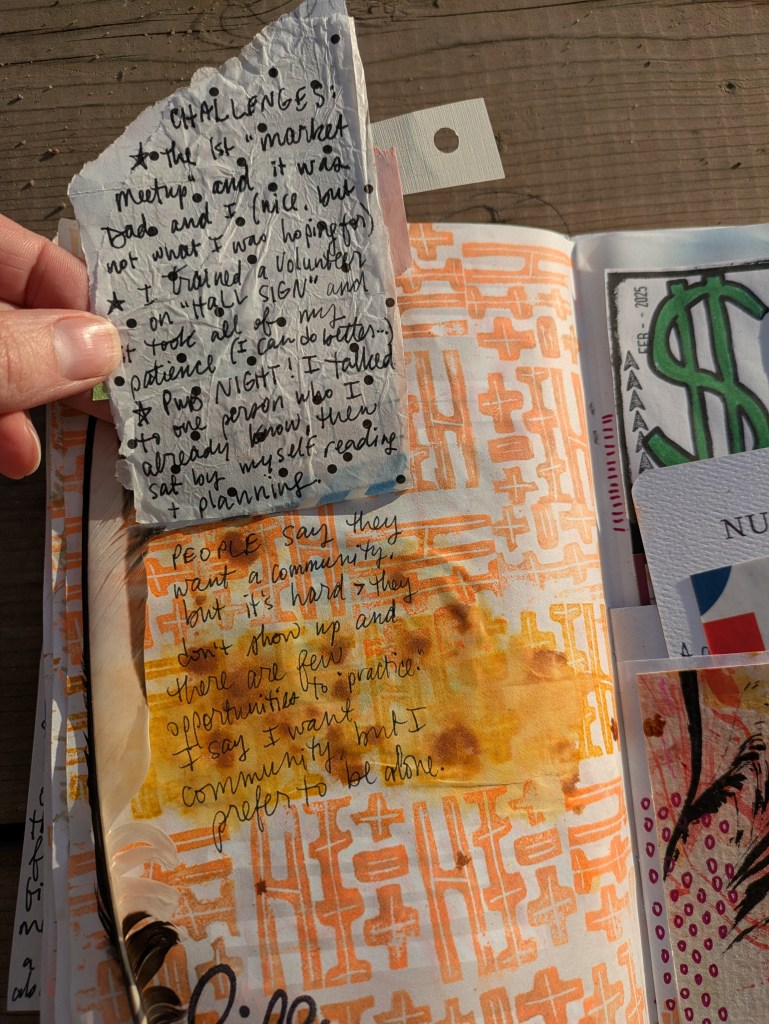 CHALLENGES:
★ The 1st "market
meetup" and it was
Dad and I (nice, but
not what I was hoping for)
★ I trained a volunteer
on "HALL SIGN" and
it took all of my
patience (I can do better...)
★ PWB NIGHT! I talked
to one person who I
already know, then
sat by myself reading
+ planning.
PEOPLE say they
want a community,
but it's hard > they
don't show up and
there are few
opportunities to "practice."
I say I want
community, but I
prefer to be alone.
FEB - - 2025
$
NU